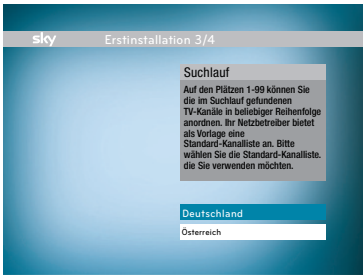 sky Erstinstallation 3/4
Suchlauf
Auf den Plätzen 1-99 können Sie
die im Suchlauf gefundenen
TV-Kanäle in beliebiger Reihenfolge
anordnen. Ihr Netzbetreiber bietet
als Vorlage eine
Standard-Kanalliste an. Bitte
wählen Sie die Standard-Kanalliste.
die Sie verwenden möchten.
Deutschland
Österreich